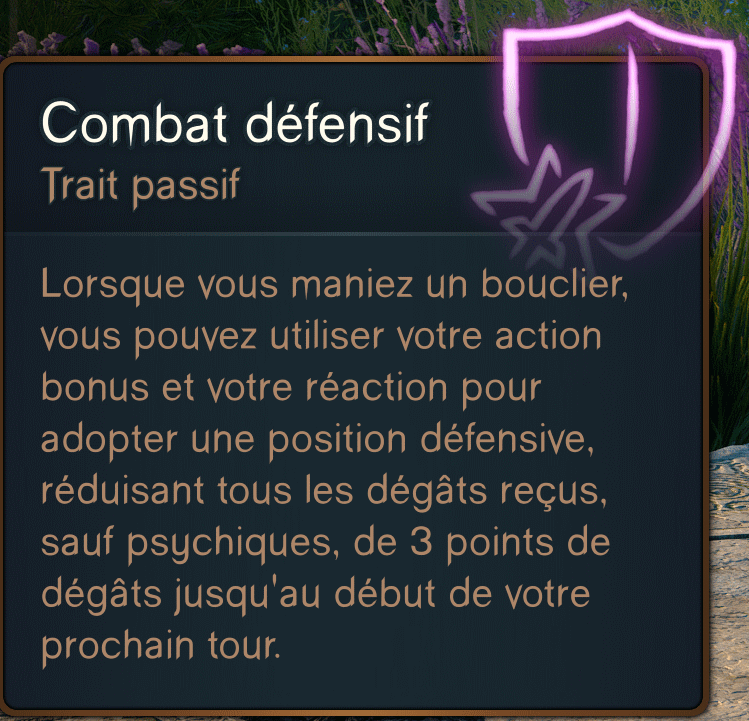 Combat défensif
Trait passif
Lorsque vous maniez un bouclier,
vous pouvez utiliser votre action
bonus et votre réaction pour
adopter une position défensive,
réduisant tous les dégâts reçus,
sauf psychiques, de 3 points de
dégâts jusqu'au début de votre
prochain tour.